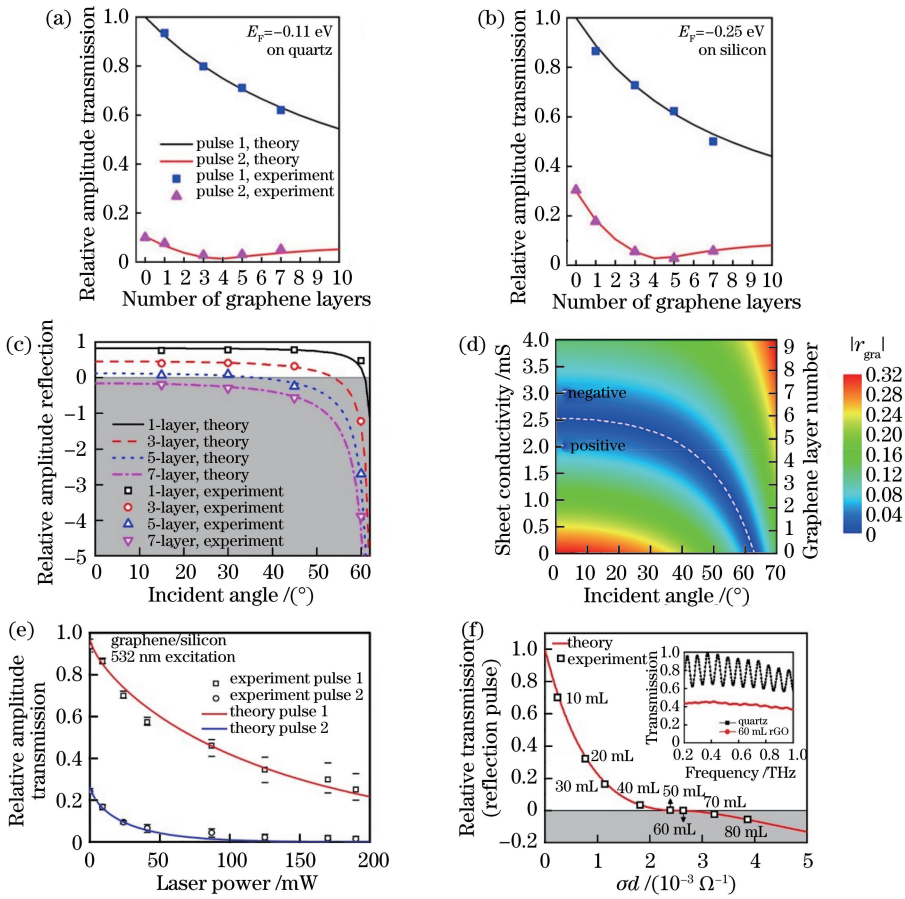 (a)
Relative amplitude transmission
1.0
0.8
0.6
0.4
0.2
0
E_F=−0.11 eV
on quartz
pulse 1, theory
pulse 2, theory
pulse 1, experiment
pulse 2, experiment
0 1 2 3 4 5 6 7 8 9 10
Number of graphene layers
(b)
Relative amplitude transmission
1.0
0.8
0.6
0.4
0.2
0
E_F=−0.25 eV
on silicon
0 1 2 3 4 5 6 7 8 9 10
Number of graphene layers
(c)
Relative amplitude reflection
1
0
−1
−2
−3
−4
−5
1-layer, theory
3-layer, theory
5-layer, theory
7-layer, theory
1-layer, experiment
3-layer, experiment
5-layer, experiment
7-layer, experiment
0 10 20 30 40 50 60
Incident angle /(°)
(d)
Sheet conductivity /mS
4.0
3.5
3.0
2.5
2.0
1.5
1.0
0.5
0
negative
positive
9
8
7
6
5
4
3
2
1
0
Graphene layer number
0 10 20 30 40 50 60 70
Incident angle /(°)
|r_gra|
0.32
0.28
0.24
0.20
0.16
0.12
0.08
0.04
0
(e)
Relative amplitude
transmission
1.0
0.8
0.6
0.4
0.2
0
graphene/silicon
532 nm excitation
experiment pulse 1
experiment pulse 2
theory pulse 1
theory pulse 2
0 50 100 150 200
Laser power /mW
(f)
Relative transmission
(reflection pulse)
1.0
0.8
0.6
0.4
0.2
0
−0.2
theory
experiment
10 mL
20 mL
30 mL
40 mL
50 mL
60 mL
70 mL
80 mL
Transmission
1.0
0.8
0.6
0.4
0.2
0
quartz
60 mL rGO
0.2 0.4 0.6 0.8 1.0
Frequency /THz
0 1 2 3 4 5
σd /(10⁻³ Ω⁻¹)